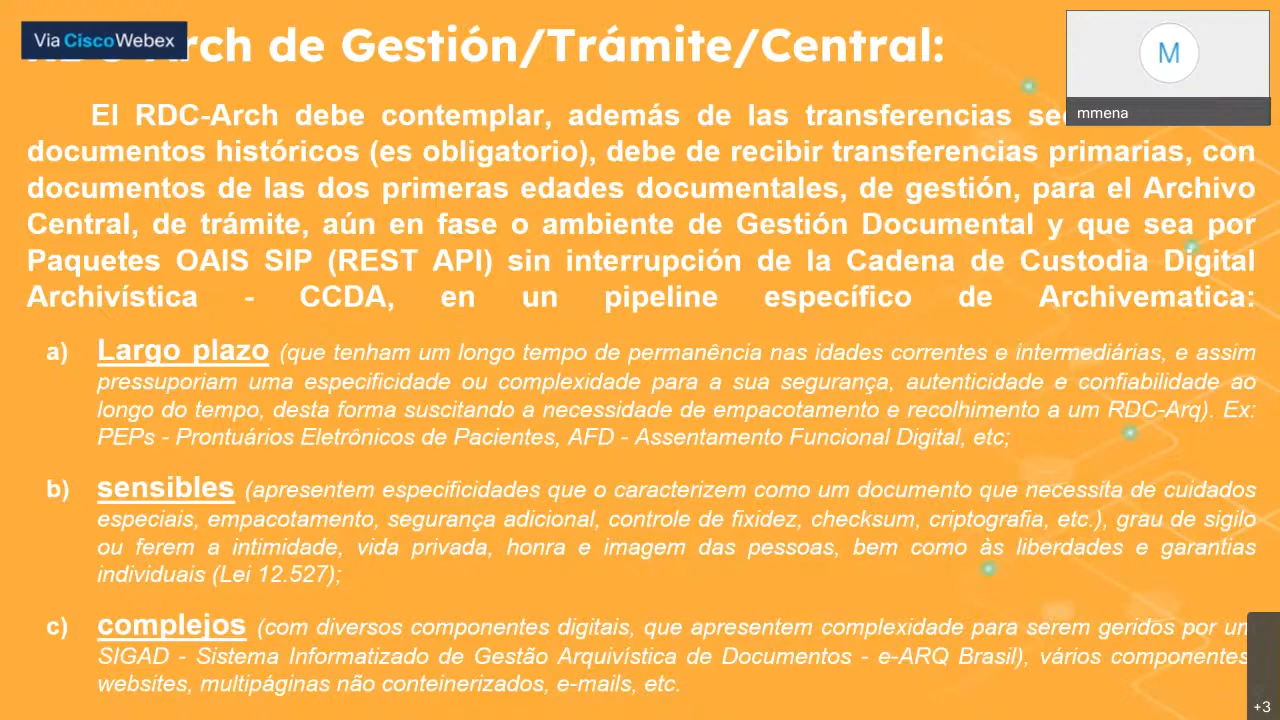 Via Cisco Webex
Arch de Gestión/Trámite/Central:
M
mmena
El RDC-Arch debe contemplar, además de las transferencias
documentos históricos (es obligatorio), debe de recibir transferencias primarias, con
documentos de las dos primeras edades documentales, de gestión, para el Archivo
Central, de trámite, aún en fase o ambiente de Gestión Documental y que sea por
Paquetes OAIS SIP (REST API) sin interrupción de la Cadena de Custodia Digital
Archivística - CCDA, en un pipeline específico de Archivematica:
a) Largo plazo (que tenham um longo tempo de permanência nas idades correntes e intermediárias, e assim
pressuporiam uma especificidade ou complexidade para a sua segurança, autenticidade e confiabilidade ao
longo do tempo, desta forma suscitando a necessidade de empacotamento e recolhimento a um RDC-Arq). Ex:
PEPs - Prontuários Eletrônicos de Pacientes, AFD - Assentamento Funcional Digital, etc;
b) sensibles (apresentem especificidades que o caracterizem como um documento que necessita de cuidados
especiais, empacotamento, segurança adicional, controle de fixidez, checksum, criptografia, etc.), grau de sigilo
ou ferem a intimidade, vida privada, honra e imagem das pessoas, bem como às liberdades e garantias
individuais (Lei 12.527);
c) complejos (com diversos componentes digitais, que apresentem complexidade para serem geridos por um
SIGAD - Sistema Informatizado de Gestão Arquivística de Documentos - e-ARQ Brasil), vários componentes,
websites, multipáginas não conteinerizados, e-mails, etc.
+3